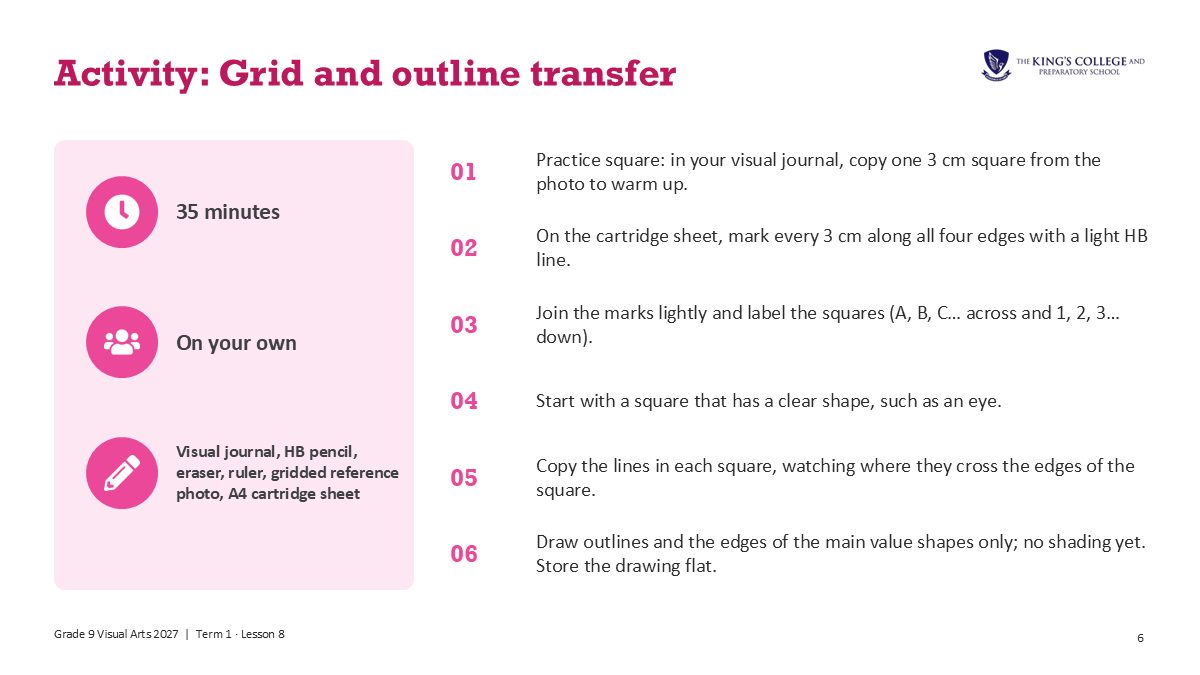 Activity: Grid and outline transfer
THE KING'S COLLEGE AND
PREPARATORY SCHOOL
35 minutes
On your own
Visual journal, HB pencil,
eraser, ruler, gridded reference
photo, A4 cartridge sheet
01
Practice square: in your visual journal, copy one 3 cm square from the
photo to warm up.
02
On the cartridge sheet, mark every 3 cm along all four edges with a light HB
line.
03
Join the marks lightly and label the squares (A, B, C… across and 1, 2, 3…
down).
04
Start with a square that has a clear shape, such as an eye.
05
Copy the lines in each square, watching where they cross the edges of the
square.
06
Draw outlines and the edges of the main value shapes only; no shading yet.
Store the drawing flat.
Grade 9 Visual Arts 2027 | Term 1 · Lesson 8
6